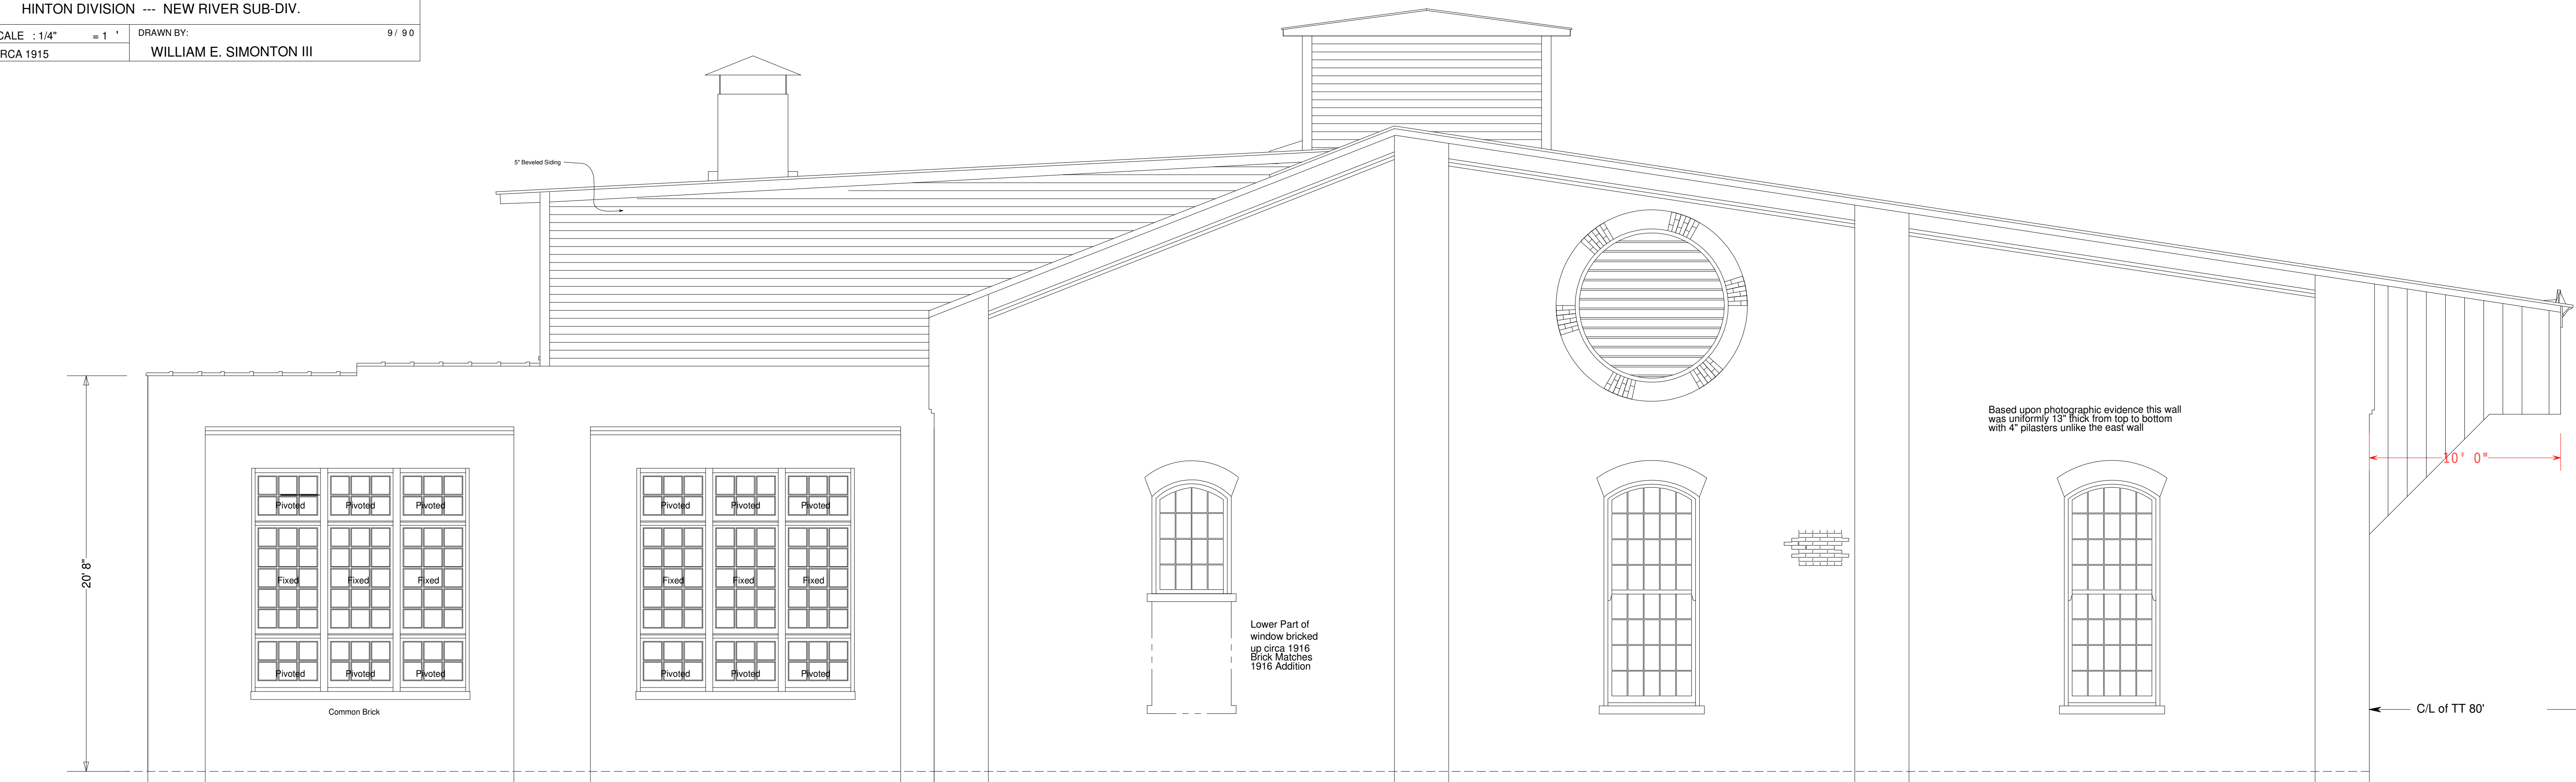 HINTON DIVISION --- NEW RIVER SUB-DIV.
CALE : 1/4" = 1 '
DRAWN BY: 9 / 9 0
RCA 1915
WILLIAM E. SIMONTON III
5" Beveled Siding
Based upon photographic evidence this wall
was uniformly 13" thick from top to bottom
with 4" pilasters unlike the east wall
10' 0"
20' 8"
Pivoted Pivoted Pivoted
Pivoted Pivoted Pivoted
Fixed Fixed Fixed
Fixed Fixed Fixed
Pivoted Pivoted Pivoted
Pivoted Pivoted Pivoted
Common Brick
Lower Part of
window bricked
up circa 1916
Brick Matches
1916 Addition
C/L of TT 80'